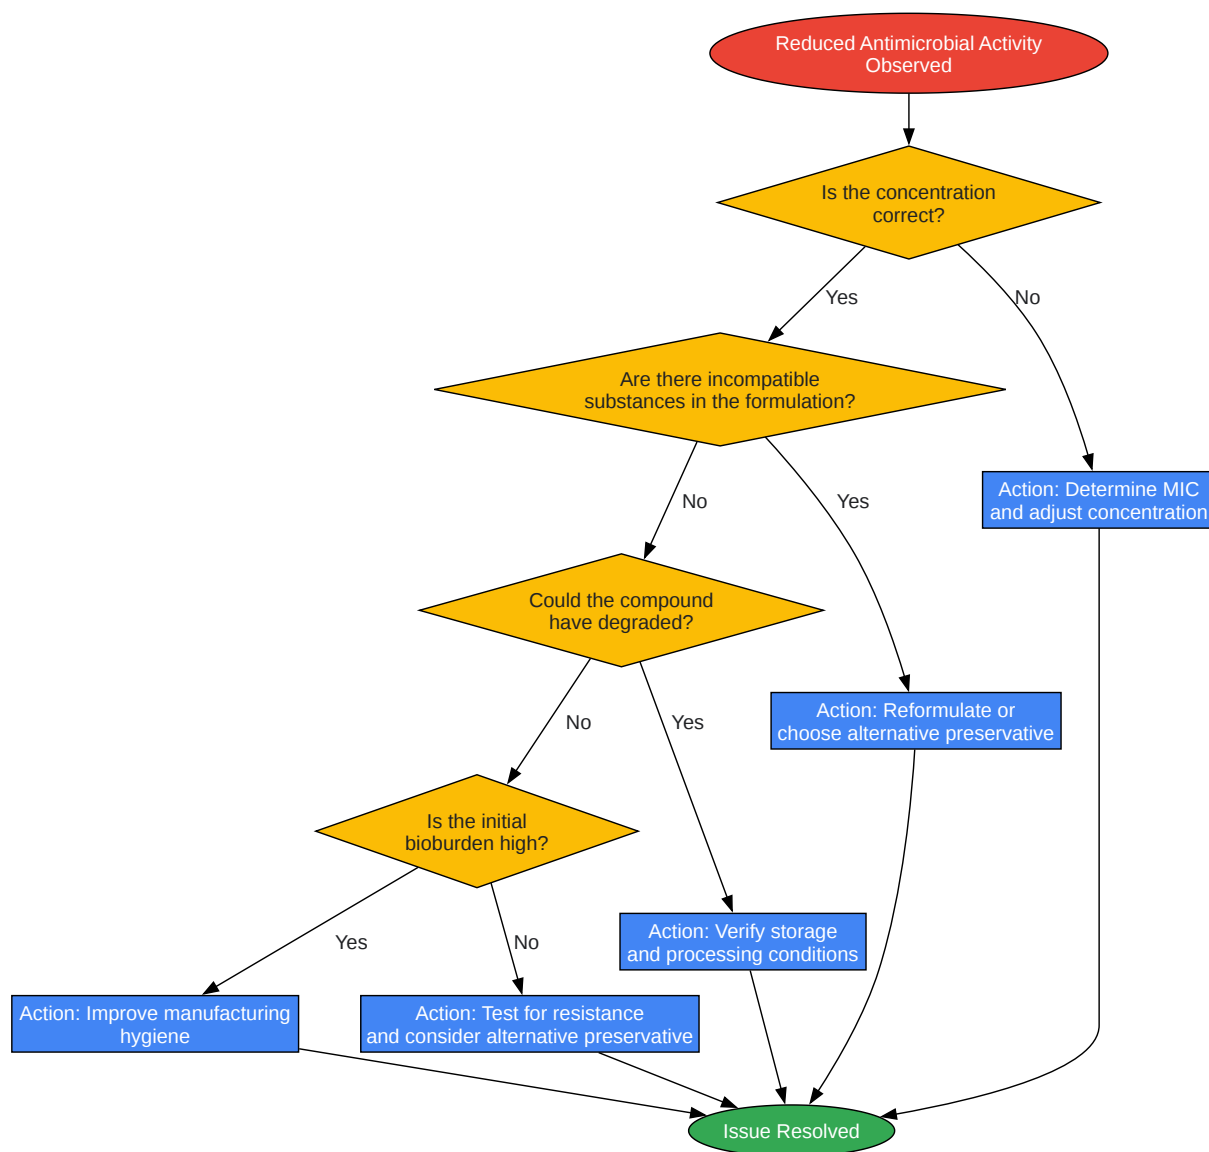 Reduced Antimicrobial Activity
Observed
Is the concentration
correct?
Yes
No
Are there incompatible
substances in the formulation?
Action: Determine MIC
and adjust concentration
No
Yes
Could the compound
have degraded?
Action: Reformulate or
choose alternative preservative
No
Yes
Is the initial
bioburden high?
Action: Verify storage
and processing conditions
Yes
No
Action: Improve manufacturing
hygiene
Action: Test for resistance
and consider alternative preservative
Issue Resolved